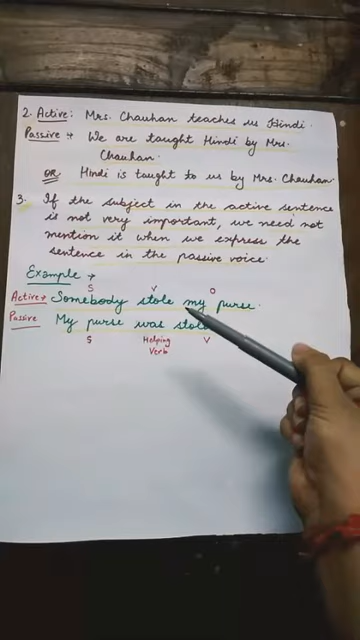 2. Active: Mrs. Chauhan teaches us Hindi.
Passive: We are taught Hindi by Mrs.
Chauhan.
OR Hindi is taught to us by Mrs. Chauhan.
3. If the subject in the active sentence
is not very important, we need not
mention it when we express the
sentence in the passive voice.
Example →
S V O
Active: Somebody stole my purse.
Passive My purse was
S Helping V
Verb